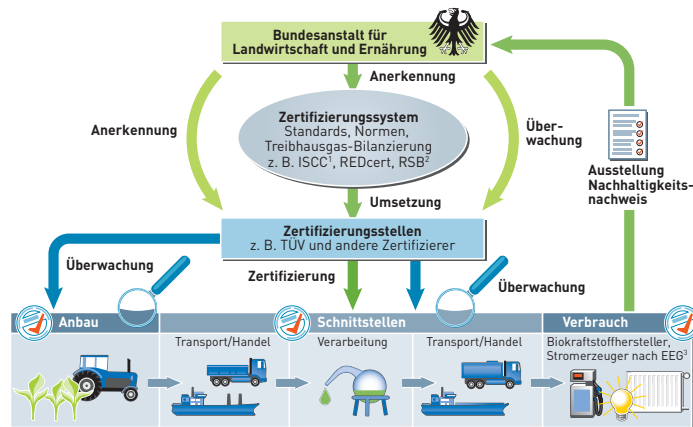 Bundesanstalt für
Landwirtschaft und Ernährung
Anerkennung
Anerkennung
Zertifizierungssystem
Standards, Normen,
Treibhausgas-Bilanzierung
z. B. ISCC¹, REDcert, RSB²
Über-
wachung
Ausstellung
Nachhaltigkeits-
nachweis
Umsetzung
Zertifizierungsstellen
z. B. TÜV und andere Zertifizierer
Überwachung
Zertifizierung
Überwachung
Anbau
Schnittstellen
Verbrauch
Transport/Handel
Verarbeitung
Transport/Handel
Biokraftstoffhersteller,
Stromerzeuger nach EEG³